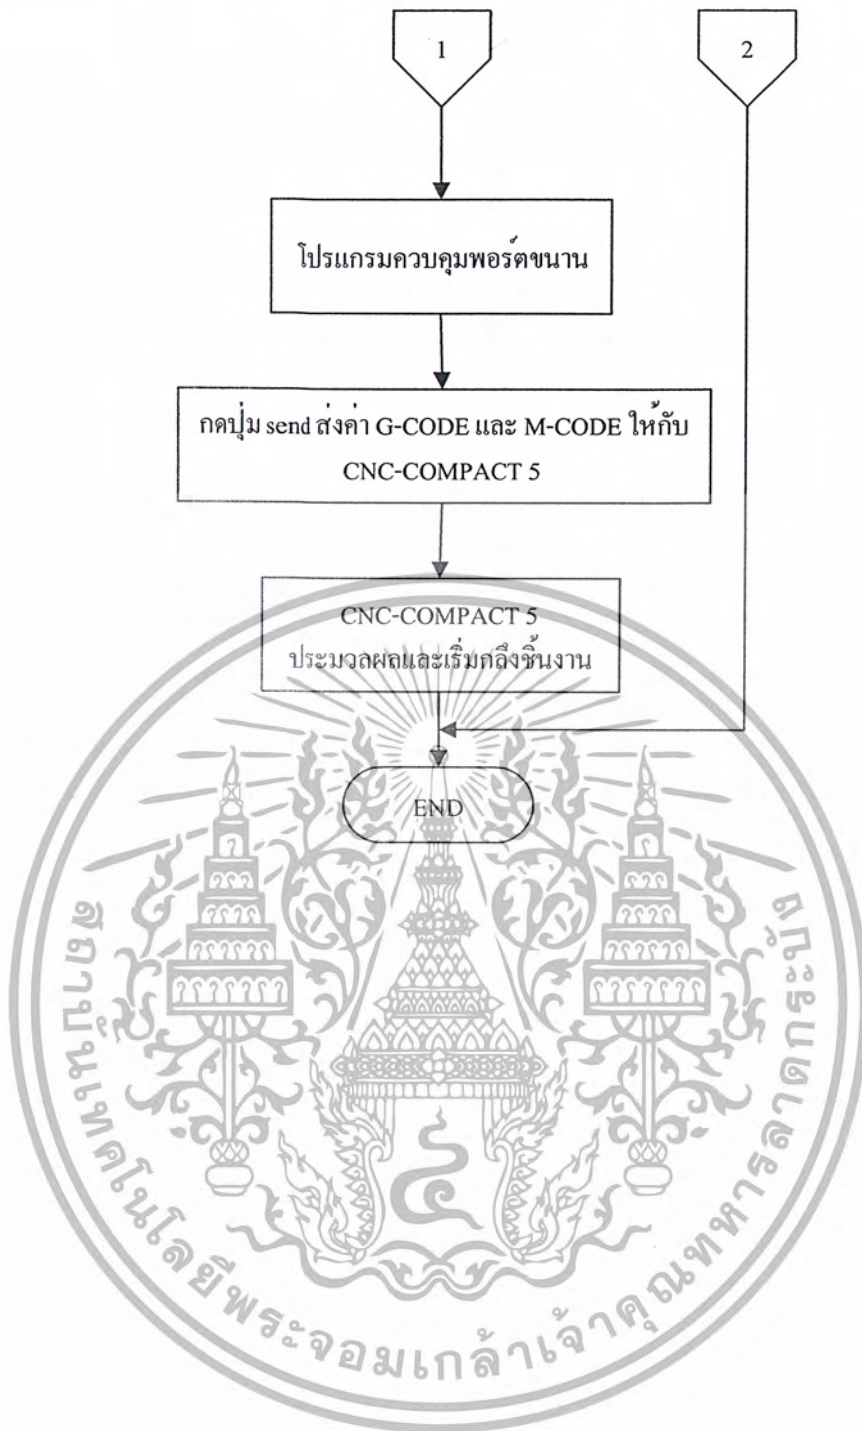 1
2
โปรแกรมควบคุมพอร์ตขนาน
กดปุ่ม send ส่งค่า G-CODE และ M-CODE ให้กับ
CNC-COMPACT 5
CNC-COMPACT 5
ประมวลผลและเริ่มกลึงชิ้นงาน
END
สถาบันเทคโนโลยีพระจอมเกล้าเจ้าคุณทหารลาดกระบัง